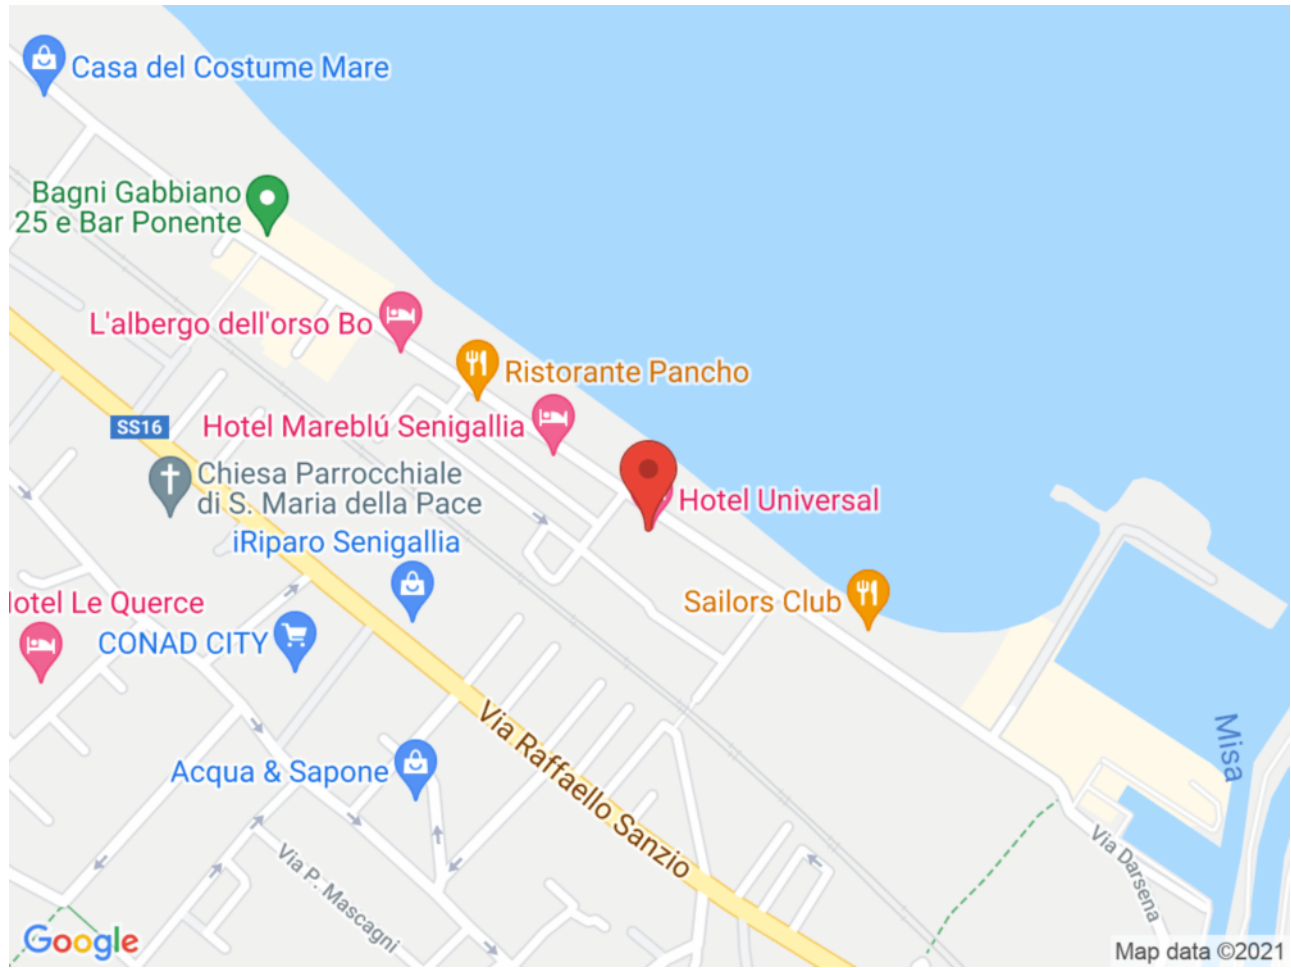 Casa del Costume Mare
Bagni Gabbiano
25 e Bar Ponente
L'albergo dell'orso Bo
Ristorante Pancho
SS16
Hotel Mareblú Senigallia
Chiesa Parrocchiale
di S. Maria della Pace
Hotel Universal
iRiparo Senigallia
Sailors Club
otel Le Querce
CONAD CITY
Via Raffaello Sanzio
Misa
Acqua & Sapone
Via P. Mascagni
Via Darsena
Google
Map data ©2021